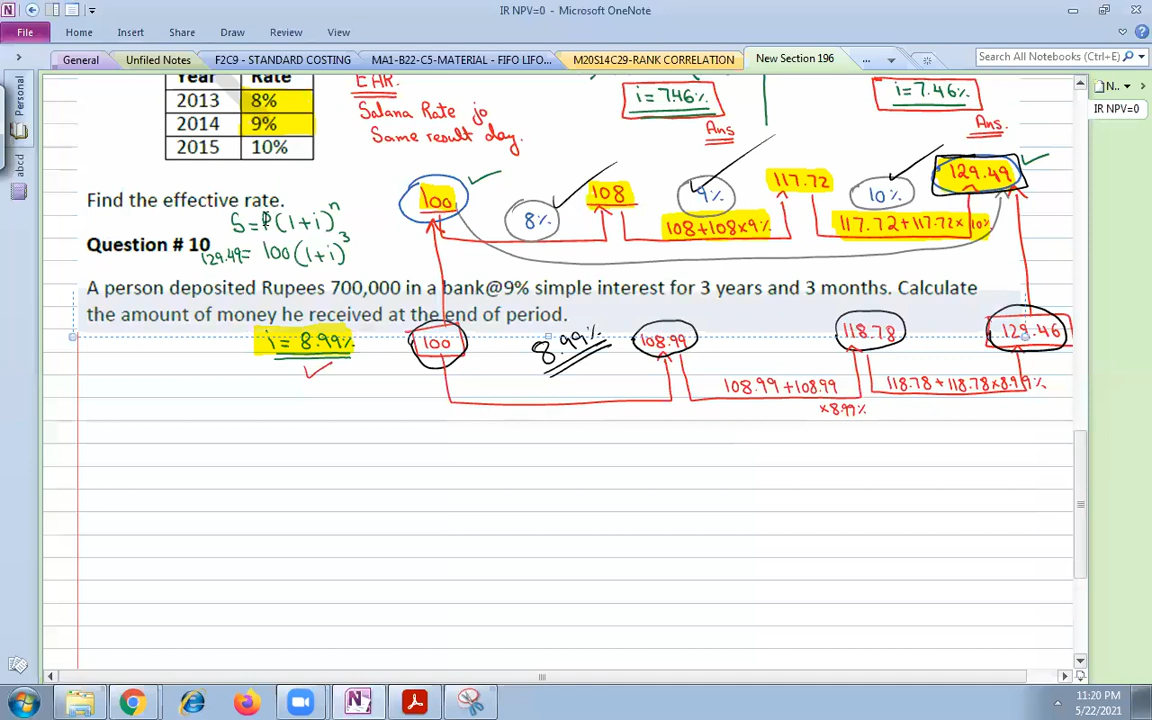 IR NPV=0 - Microsoft OneNote
File Home Insert Share Draw Review View
General Unfiled Notes F2C9 - STANDARD COSTING MA1-B22-C5-MATERIAL - FIFO LIFO... M20S14C29-RANK CORRELATION New Section 196 ... Search All Notebooks (Ctrl+E)
Personal
abcd
N..
IR NPV=0
Year Rate
2013 8%
2014 9%
2015 10%
EAR.
Salana Rate jo
Same result day.
i=7.46%
Ans
i=7.46%
Ans.
100 8% 108 9% 117.72 10% 129.49
108+108×9% 117.72+117.72×10%
Find the effective rate.
S=P(1+i)^n
129.49= 100(1+i)^3
Question # 10
A person deposited Rupees 700,000 in a bank@9% simple interest for 3 years and 3 months. Calculate
the amount of money he received at the end of period.
i= 8.99% 100 8.99% 108.99 118.78 129.46
108.99+108.99 ×8.99% 118.78+118.78×8.99%
11:20 PM
5/22/2021